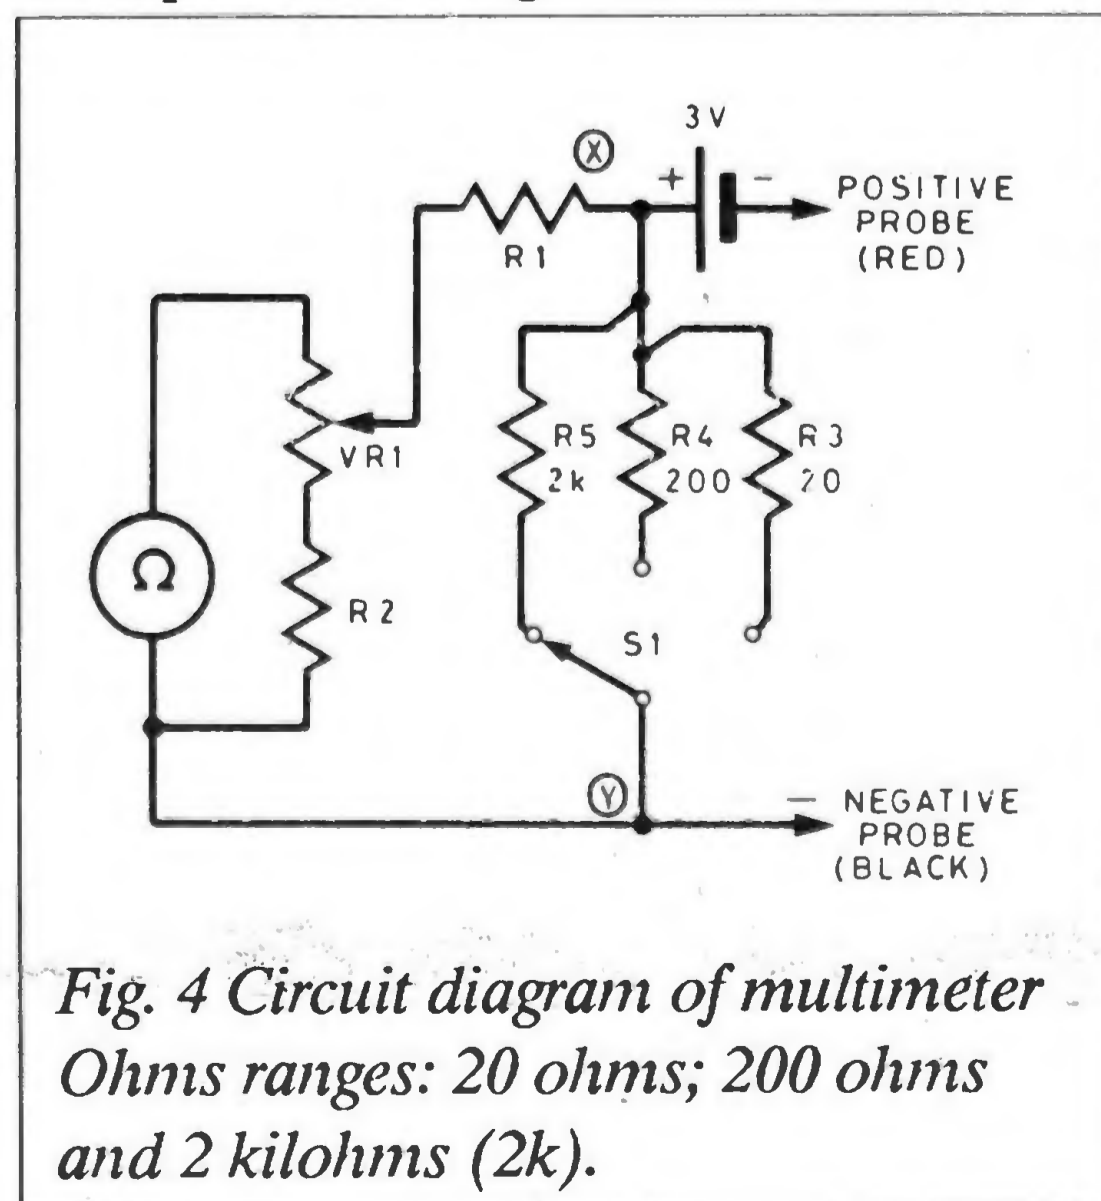 3V
X
+
−
POSITIVE
PROBE
(RED)
R1
VR1
R5
2k
R4
200
R3
20
Ω
R2
S1
Y
− NEGATIVE
PROBE
(BLACK)
Fig. 4 Circuit diagram of multimeter
Ohms ranges: 20 ohms; 200 ohms
and 2 kilohms (2k).